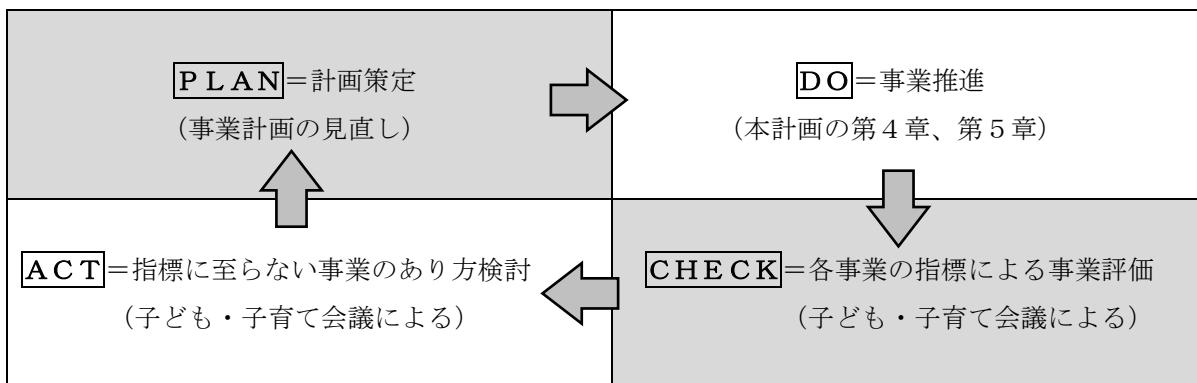 ＰＬＡＮ＝計画策定
（事業計画の見直し）
ＤＯ＝事業推進
（本計画の第４章、第５章）
ＡＣＴ＝指標に至らない事業のあり方検討
（子ども・子育て会議による）
ＣＨＥＣＫ＝各事業の指標による事業評価
（子ども・子育て会議による）